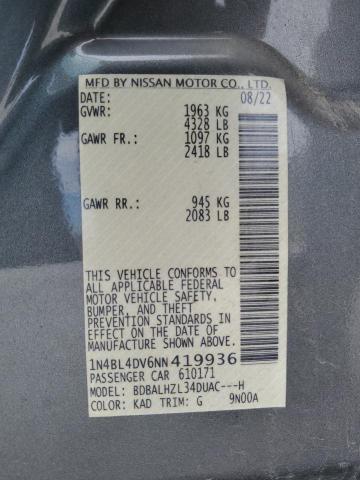 MFD BY NISSAN MOTOR CO., LTD.
DATE: 08/22
GVWR: 1963 KG
4328 LB
GAWR FR.: 1097 KG
2418 LB
GAWR RR.: 945 KG
2083 LB
THIS VEHICLE CONFORMS TO
ALL APPLICABLE FEDERAL
MOTOR VEHICLE SAFETY,
BUMPER, AND THEFT
PREVENTION STANDARDS IN
EFFECT ON THE DATE OF
MANUFACTURE SHOWN ABOVE.
1N4BL4DV6NN 419936
PASSENGER CAR 610171
MODEL: BDBALHZL34DUAC---H
COLOR: KAD TRIM: G 9N00A